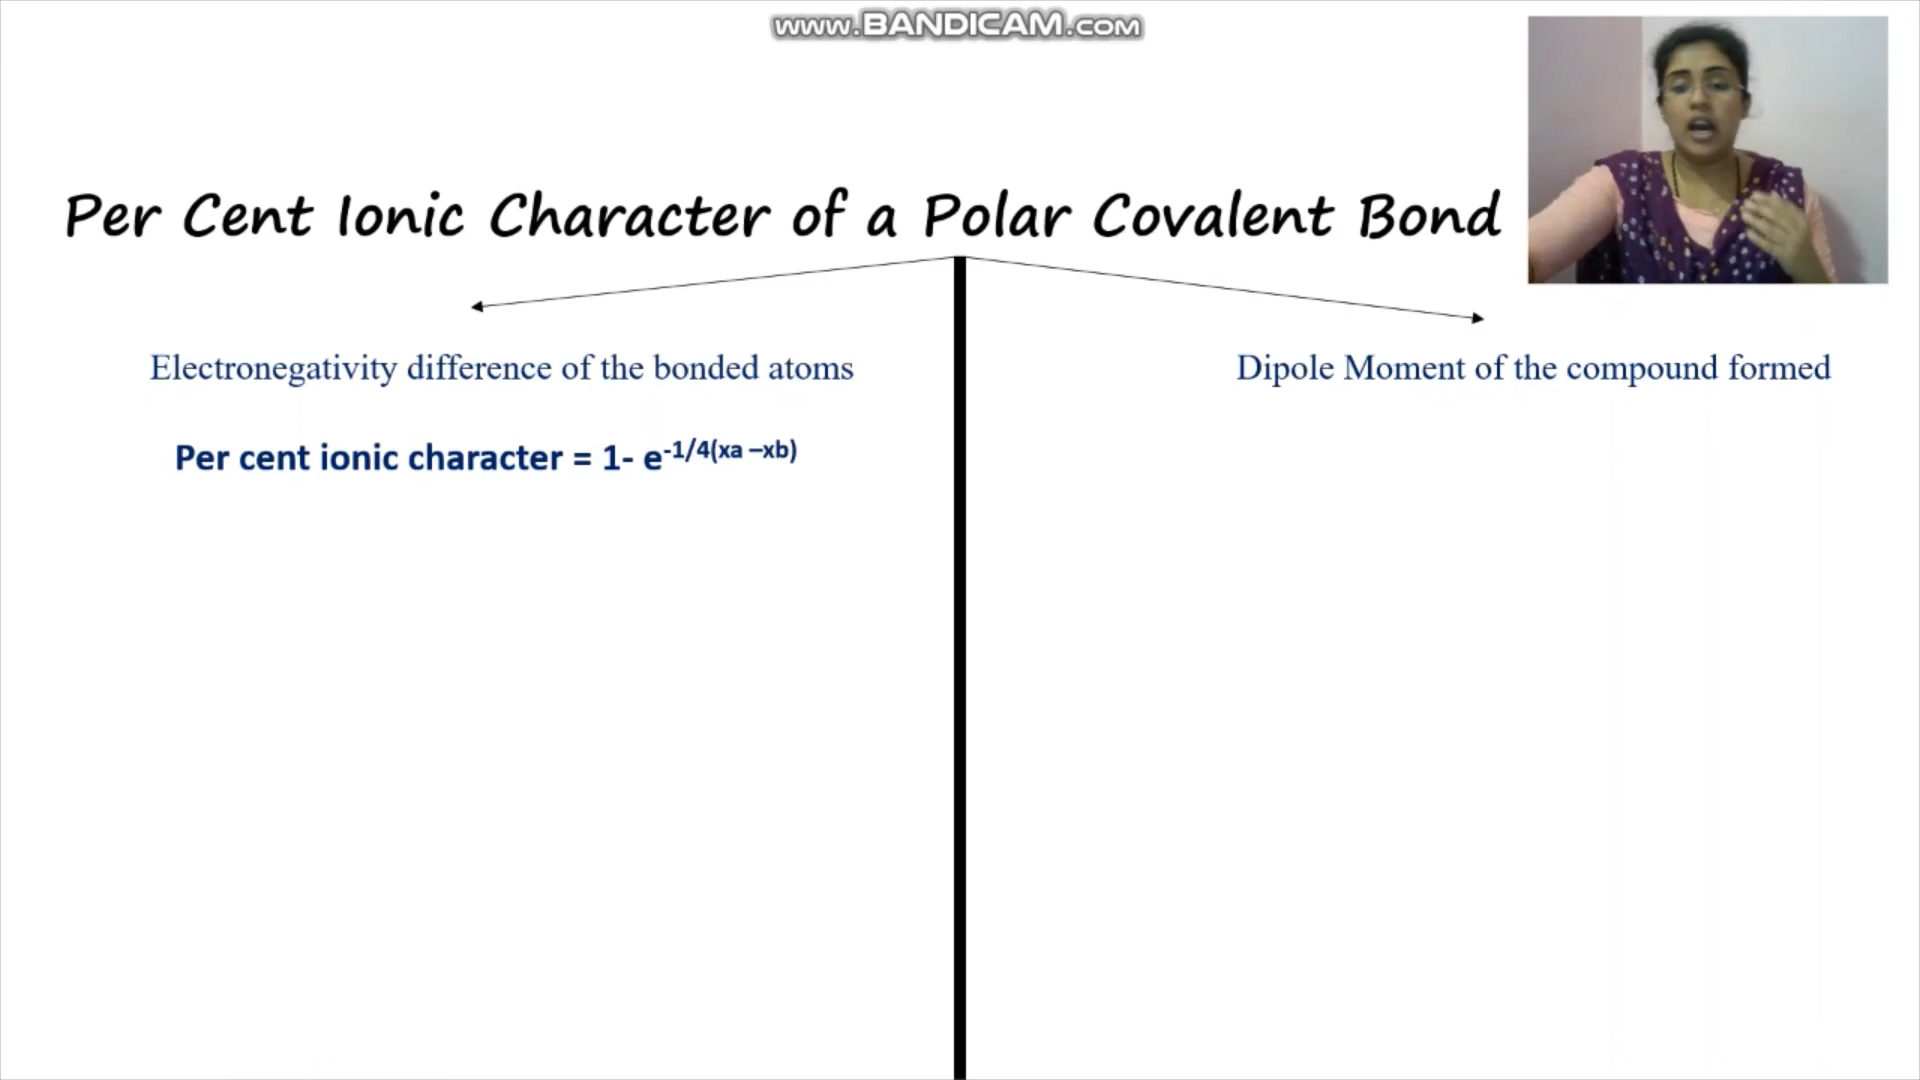 www.BANDICAM.com
Per Cent Ionic Character of a Polar Covalent Bond
Electronegativity difference of the bonded atoms
Dipole Moment of the compound formed
Per cent ionic character = 1- e-1/4(xa –xb)